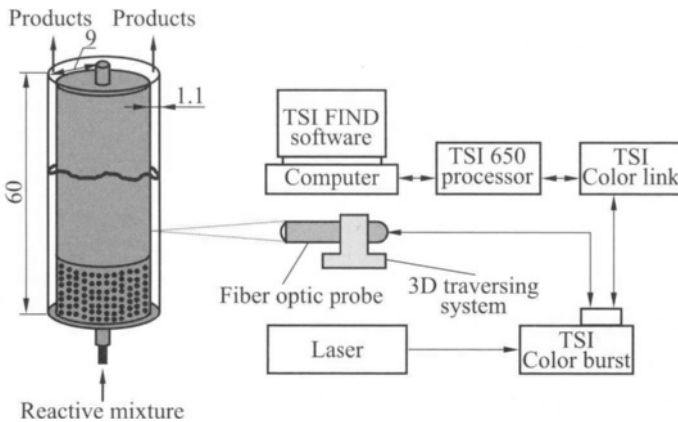 Products Products
9
1.1
60
Reactive mixture
TSI FIND
software
Computer
TSI 650
processor
TSI
Color link
Fiber optic probe
3D traversing
system
Laser
TSI
Color burst